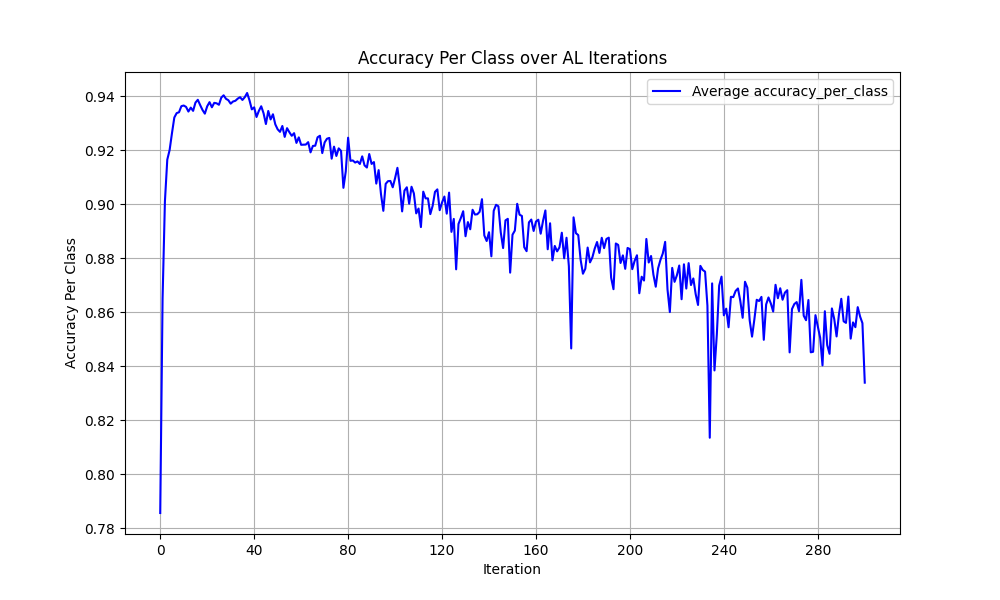 Accuracy Per Class over AL Iterations
Average accuracy_per_class
Accuracy Per Class
0.94
0.92
0.90
0.88
0.86
0.84
0.82
0.80
0.78
0 40 80 120 160 200 240 280
Iteration